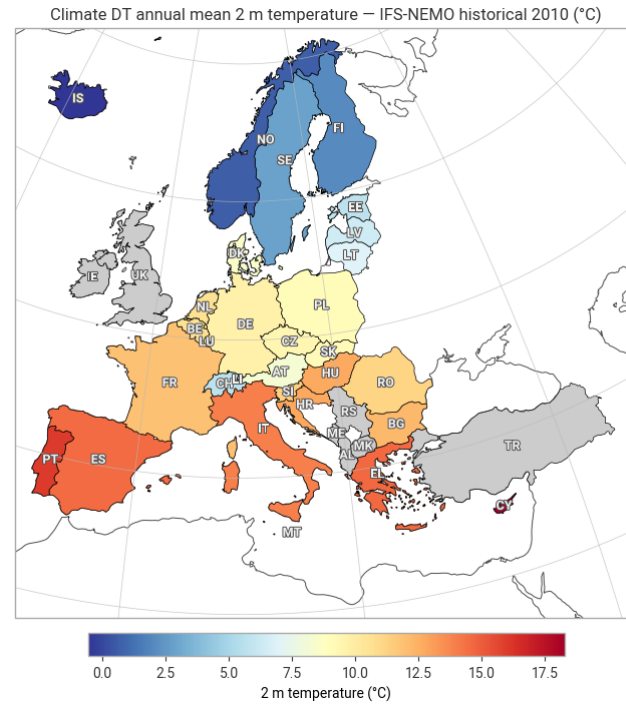 Climate DT annual mean 2 m temperature — IFS-NEMO historical 2010 (°C)
IS
NO
FI
SE
EE
LV
LT
DK
IE
UK
NL
PL
DE
BE
LU
CZ
SK
AT
CH
LI
HU
FR
RO
SI
HR
RS
BG
IT
ME
MK
AL
TR
PT
ES
EL
CY
MT
0.0 2.5 5.0 7.5 10.0 12.5 15.0 17.5
2 m temperature (°C)